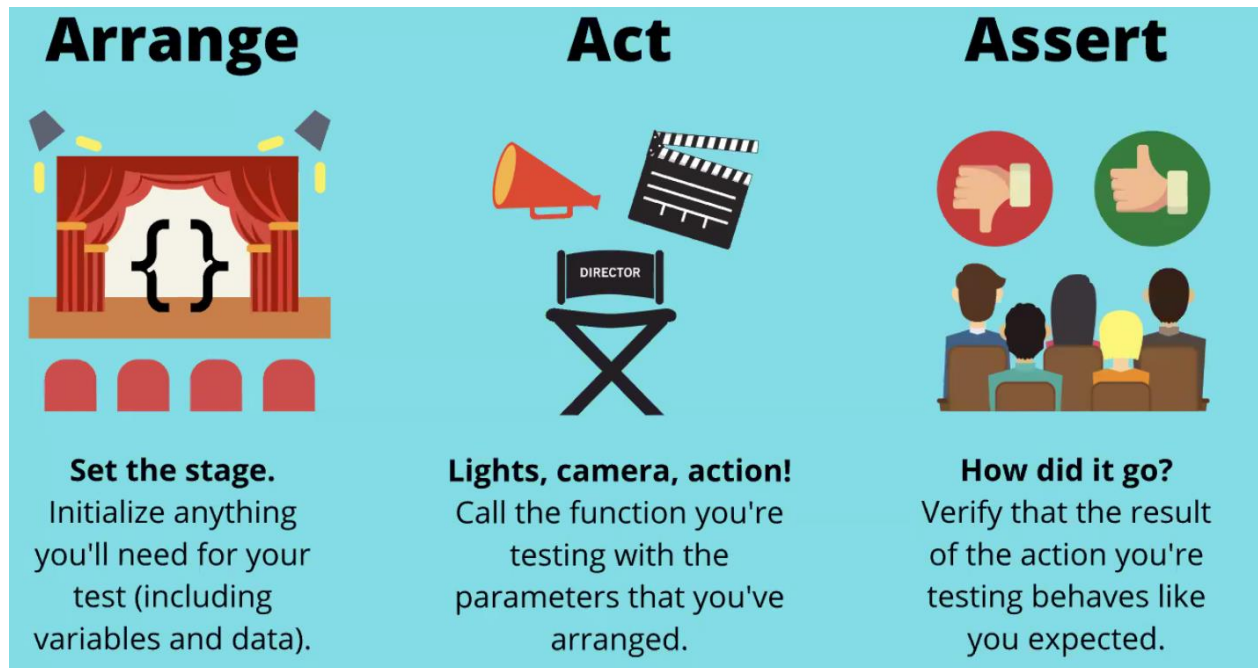 Arrange
Act
Assert
{ }
DIRECTOR
Set the stage.
Initialize anything
you'll need for your
test (including
variables and data).
Lights, camera, action!
Call the function you're
testing with the
parameters that you've
arranged.
How did it go?
Verify that the result
of the action you're
testing behaves like
you expected.